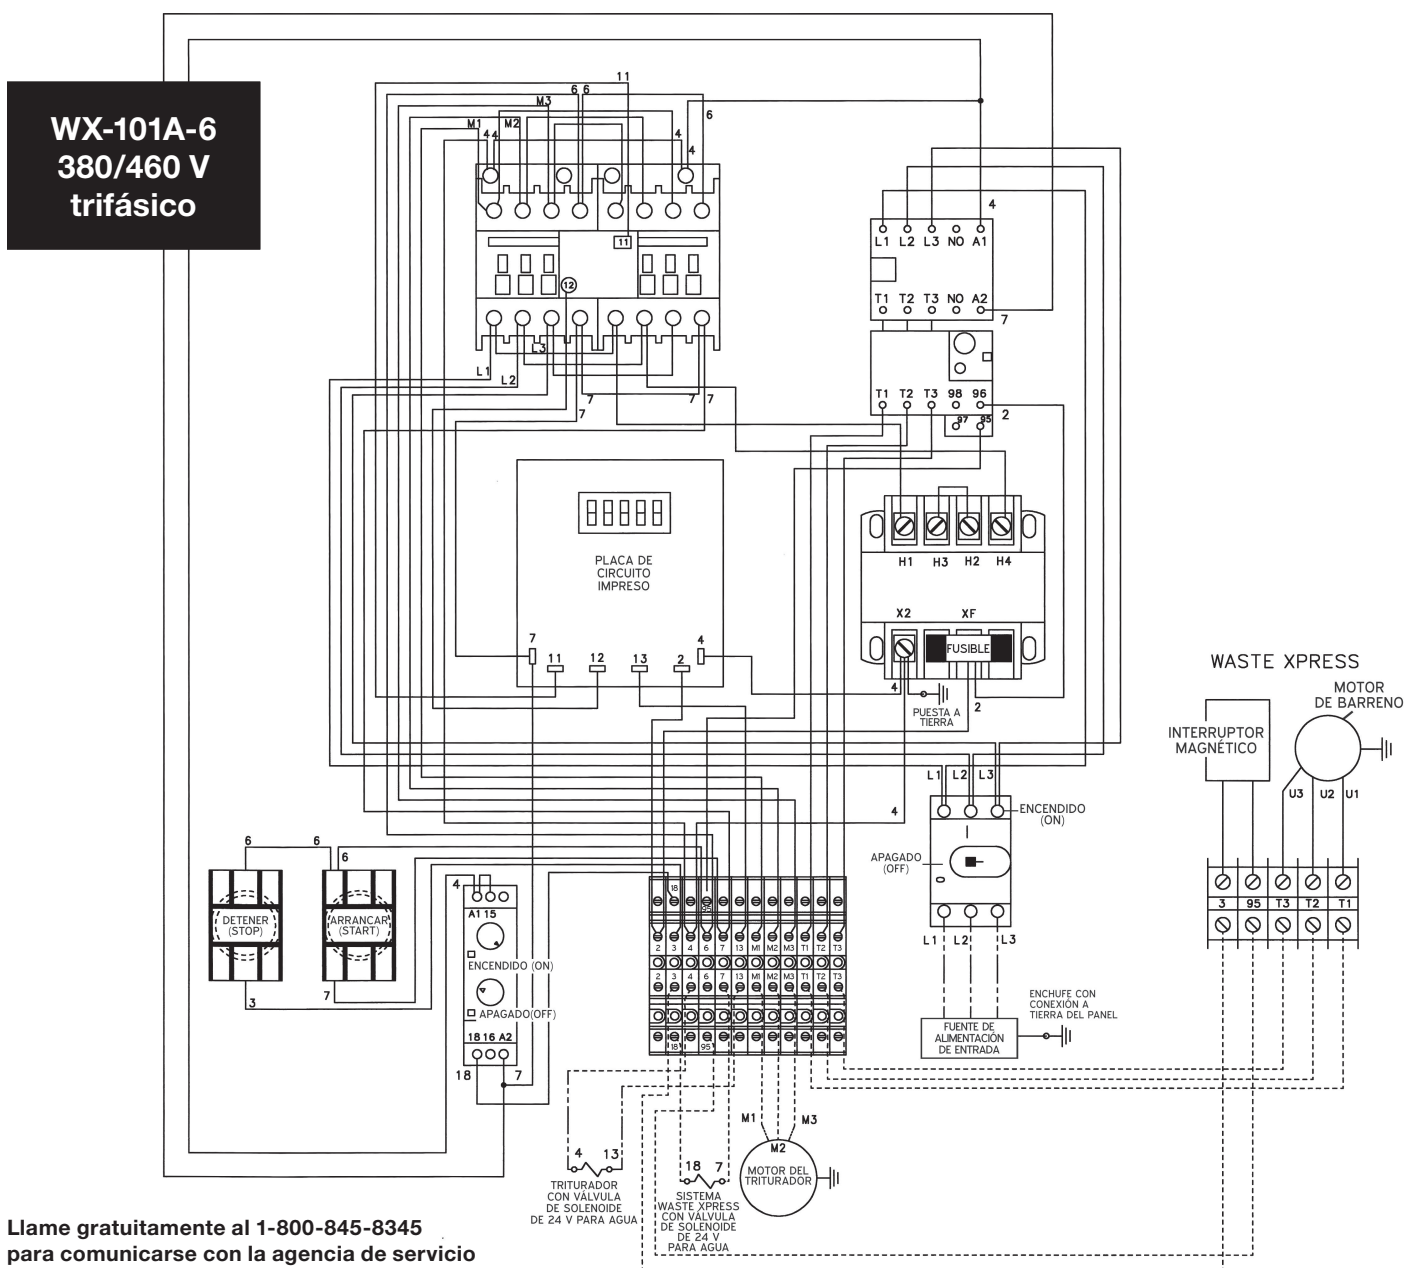 WX-101A-6
380/460 V
trifásico
11
6 6
M3
6
M1
M2
4 4
4
4
11
12
L3
L1
L2
7
7 7
7
4
L1 L2 L3 NO A1
T1 T2 T3 NO A2
7
T1 T2 T3 98 96
2
97 95
PLACA DE
CIRCUITO
IMPRESO
7
11 12 13 2
4
H1 H3 H2 H4
X2 XF
FUSIBLE
4
PUESTA A
TIERRA
2
WASTE XPRESS
MOTOR
DE BARRENO
INTERRUPTOR
MAGNÉTICO
U3 U2 U1
3 95 T3 T2 T1
L1 L2 L3
ENCENDIDO
(ON)
4
APAGADO
(OFF)
L1 L2 L3
ENCHUFE CON
CONEXIÓN A
TIERRA DEL PANEL
FUENTE DE
ALIMENTACIÓN
DE ENTRADA
6 6
6
DETENER
(STOP)
ARRANCAR
(START)
3
7
4
A1 15
ENCENDIDO (ON)
APAGADO(OFF)
18 16 A2
18
7
18
95
2 3 4 6 7 13 M1 M2 M3 T1 T2 T3
2 3 4 6 7 13 M1 M2 M3 T1 T2 T3
18 95
M1 M3
M2
MOTOR DEL
TRITURADOR
4 13
TRITURADOR
CON VÁLVULA
DE SOLENOIDE
DE 24 V PARA AGUA
18 7
SISTEMA
WASTE XPRESS
CON VÁLVULA
DE SOLENOIDE
DE 24 V
PARA AGUA
Llame gratuitamente al 1-800-845-8345
para comunicarse con la agencia de servicio